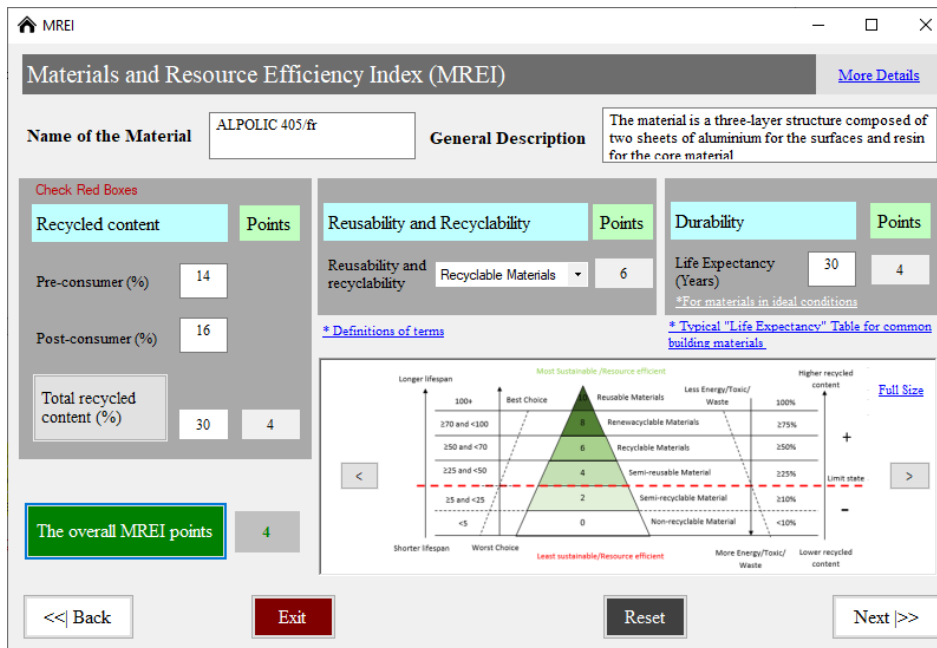 MREI
Materials and Resource Efficiency Index (MREI)
More Details
Name of the Material
ALPOLIC 405/fr
General Description
The material is a three-layer structure composed of
two sheets of aluminium for the surfaces and resin
for the core material
Check Red Boxes
Recycled content
Points
Pre-consumer (%)
14
Post-consumer (%)
16
Total recycled
content (%)
30
4
Reusability and Recyclability
Points
Reusability and
recyclability
Recyclable Materials
6
* Definitions of terms
Durability
Points
Life Expectancy
(Years)
30
4
*For materials in ideal conditions
* Typical "Life Expectancy" Table for common
building materials
Most Sustainable /Resource efficient
Longer lifespan
Higher recycled
content
Less Energy/Toxic/
Waste
Full Size
100+
Best Choice
10
Reusable Materials
100%
≥70 and <100
8
Renewacyclable Materials
≥75%
≥50 and <70
6
Recyclable Materials
≥50%
+
≥25 and <50
4
Semi-reusable Material
≥25%
Limit state
≥5 and <25
2
Semi-recyclable Material
≥10%
-
<5
0
Non-recyclable Material
<10%
Shorter lifespan
Worst Choice
Least sustainable/Resource efficient
More Energy/Toxic/
Waste
Lower recycled
content
<
>
The overall MREI points
4
<<| Back
Exit
Reset
Next |>>